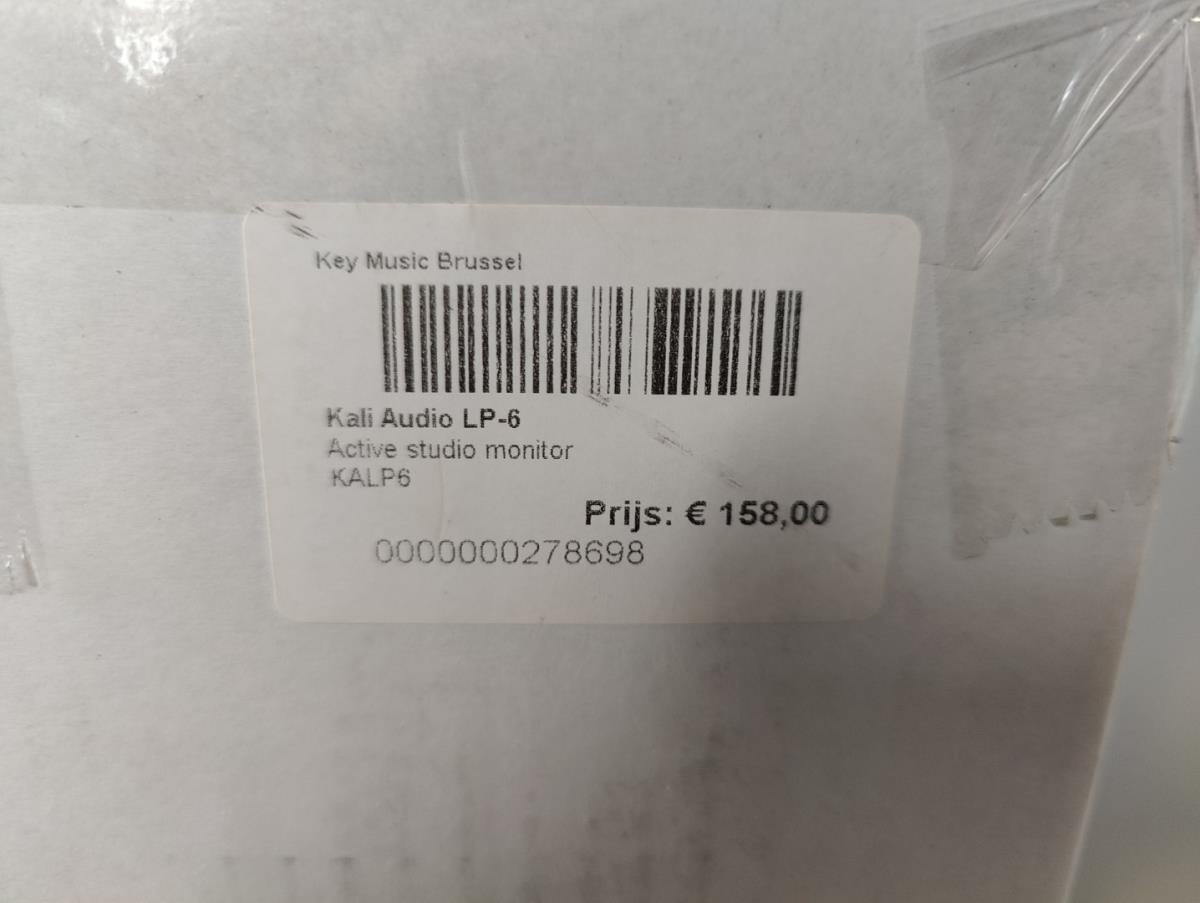 Key Music Brussel
Kali Audio LP-6
Active studio monitor
KALP6
Prijs: € 158,00
0000000278698